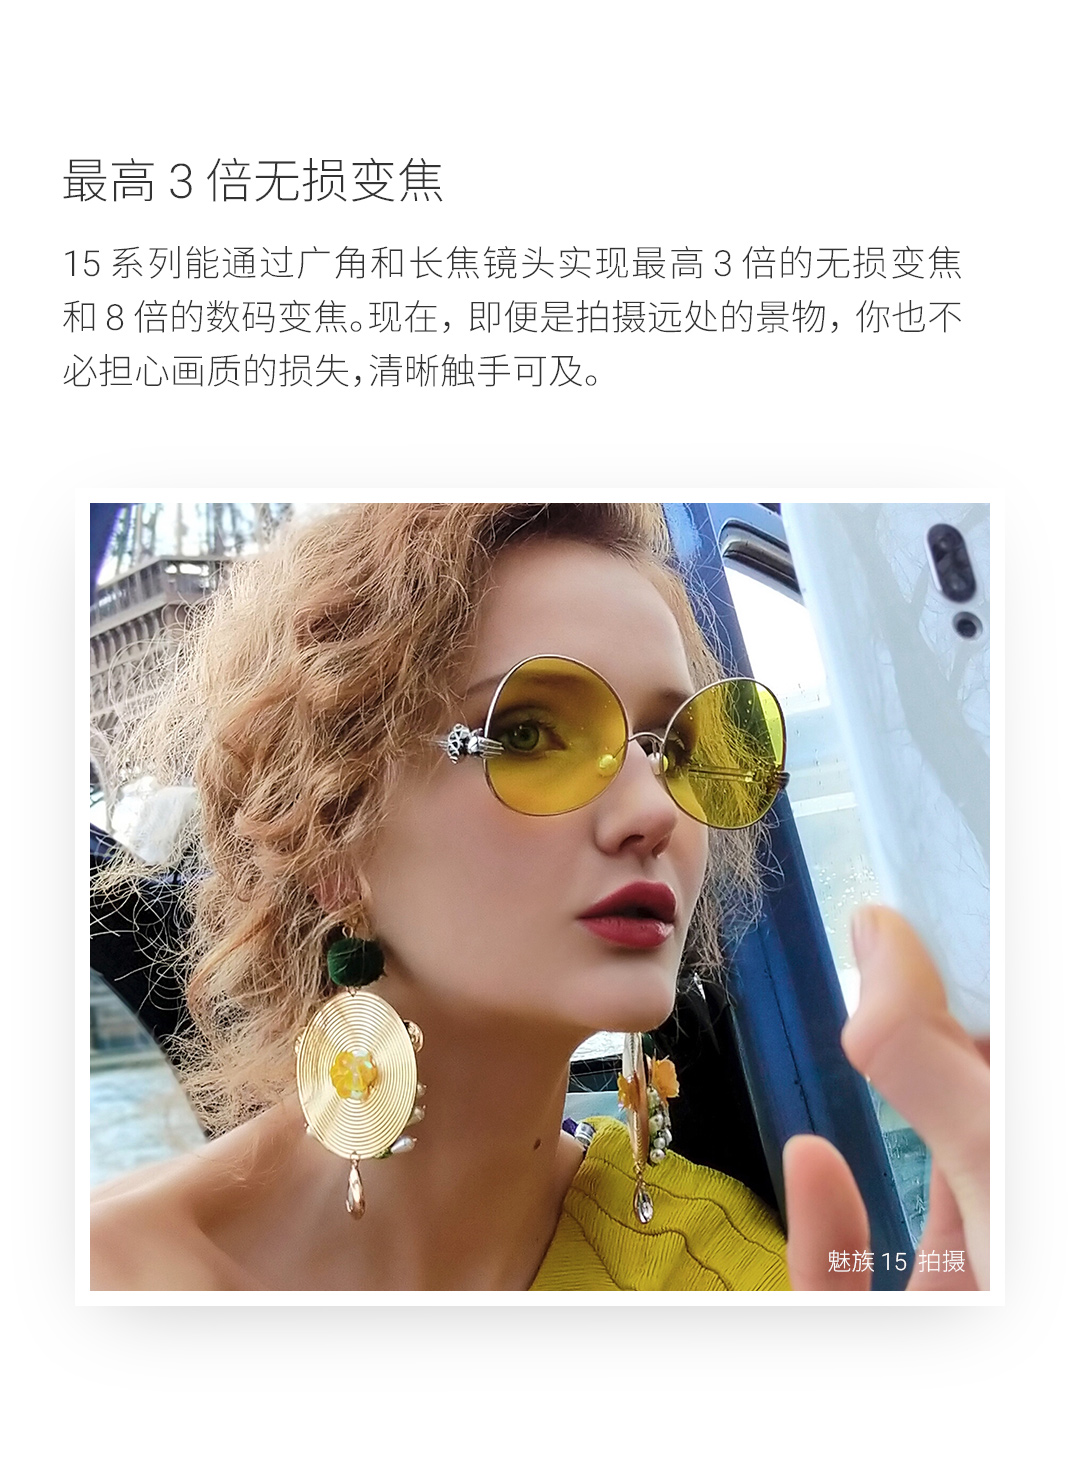 最高 3 倍无损变焦
15 系列能通过广角和长焦镜头实现最高 3 倍的无损变焦
和 8 倍的数码变焦。现在，即便是拍摄远处的景物，你也不
必担心画质的损失，清晰触手可及。
魅族 15 拍摄